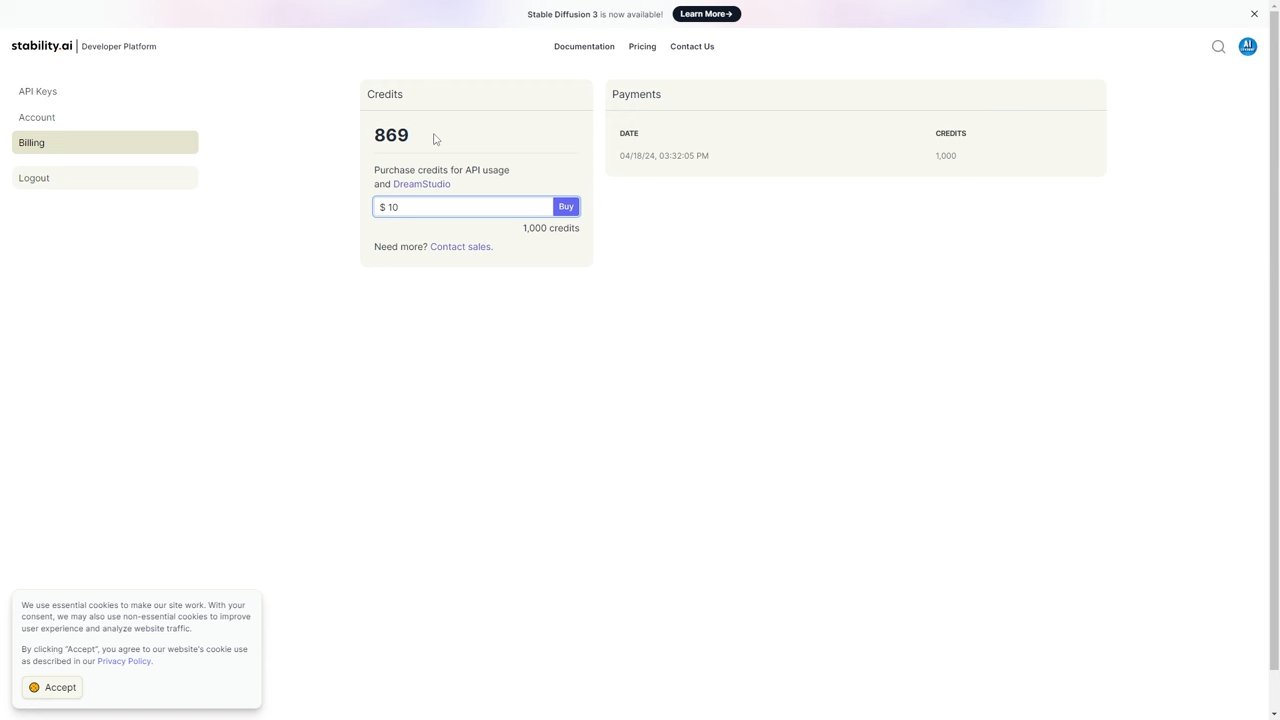 Stable Diffusion 3 is now available! Learn More→
stability.ai | Developer Platform
Documentation Pricing Contact Us
API Keys
Account
Billing
Logout
Credits
869
Purchase credits for API usage
and DreamStudio
$ 10 Buy
1,000 credits
Need more? Contact sales.
Payments
DATE CREDITS
04/18/24, 03:32:05 PM 1,000
We use essential cookies to make our site work. With your
consent, we may also use non-essential cookies to improve
user experience and analyze website traffic.
By clicking "Accept", you agree to our website's cookie use
as described in our Privacy Policy.
Accept